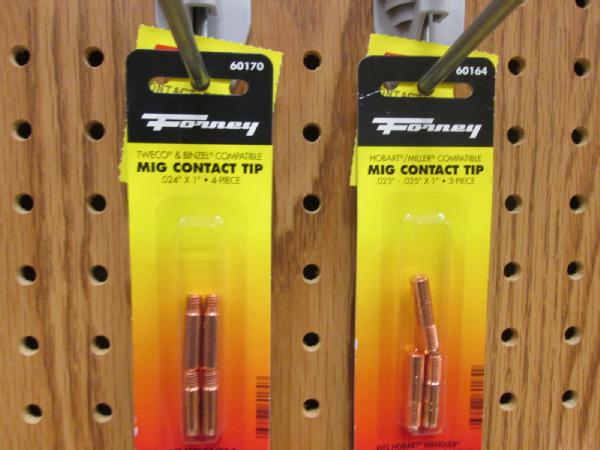 60170
CONTACT
Forney
TWECO® & BINZEL® COMPATIBLE
MIG CONTACT TIP
.024" X 1" • 4-PIECE
60164
Forney
HOBART®/MILLER® COMPATIBLE
MIG CONTACT TIP
.023" - .025" X 1" • 3-PIECE
FITS HOBART® HANDLER®